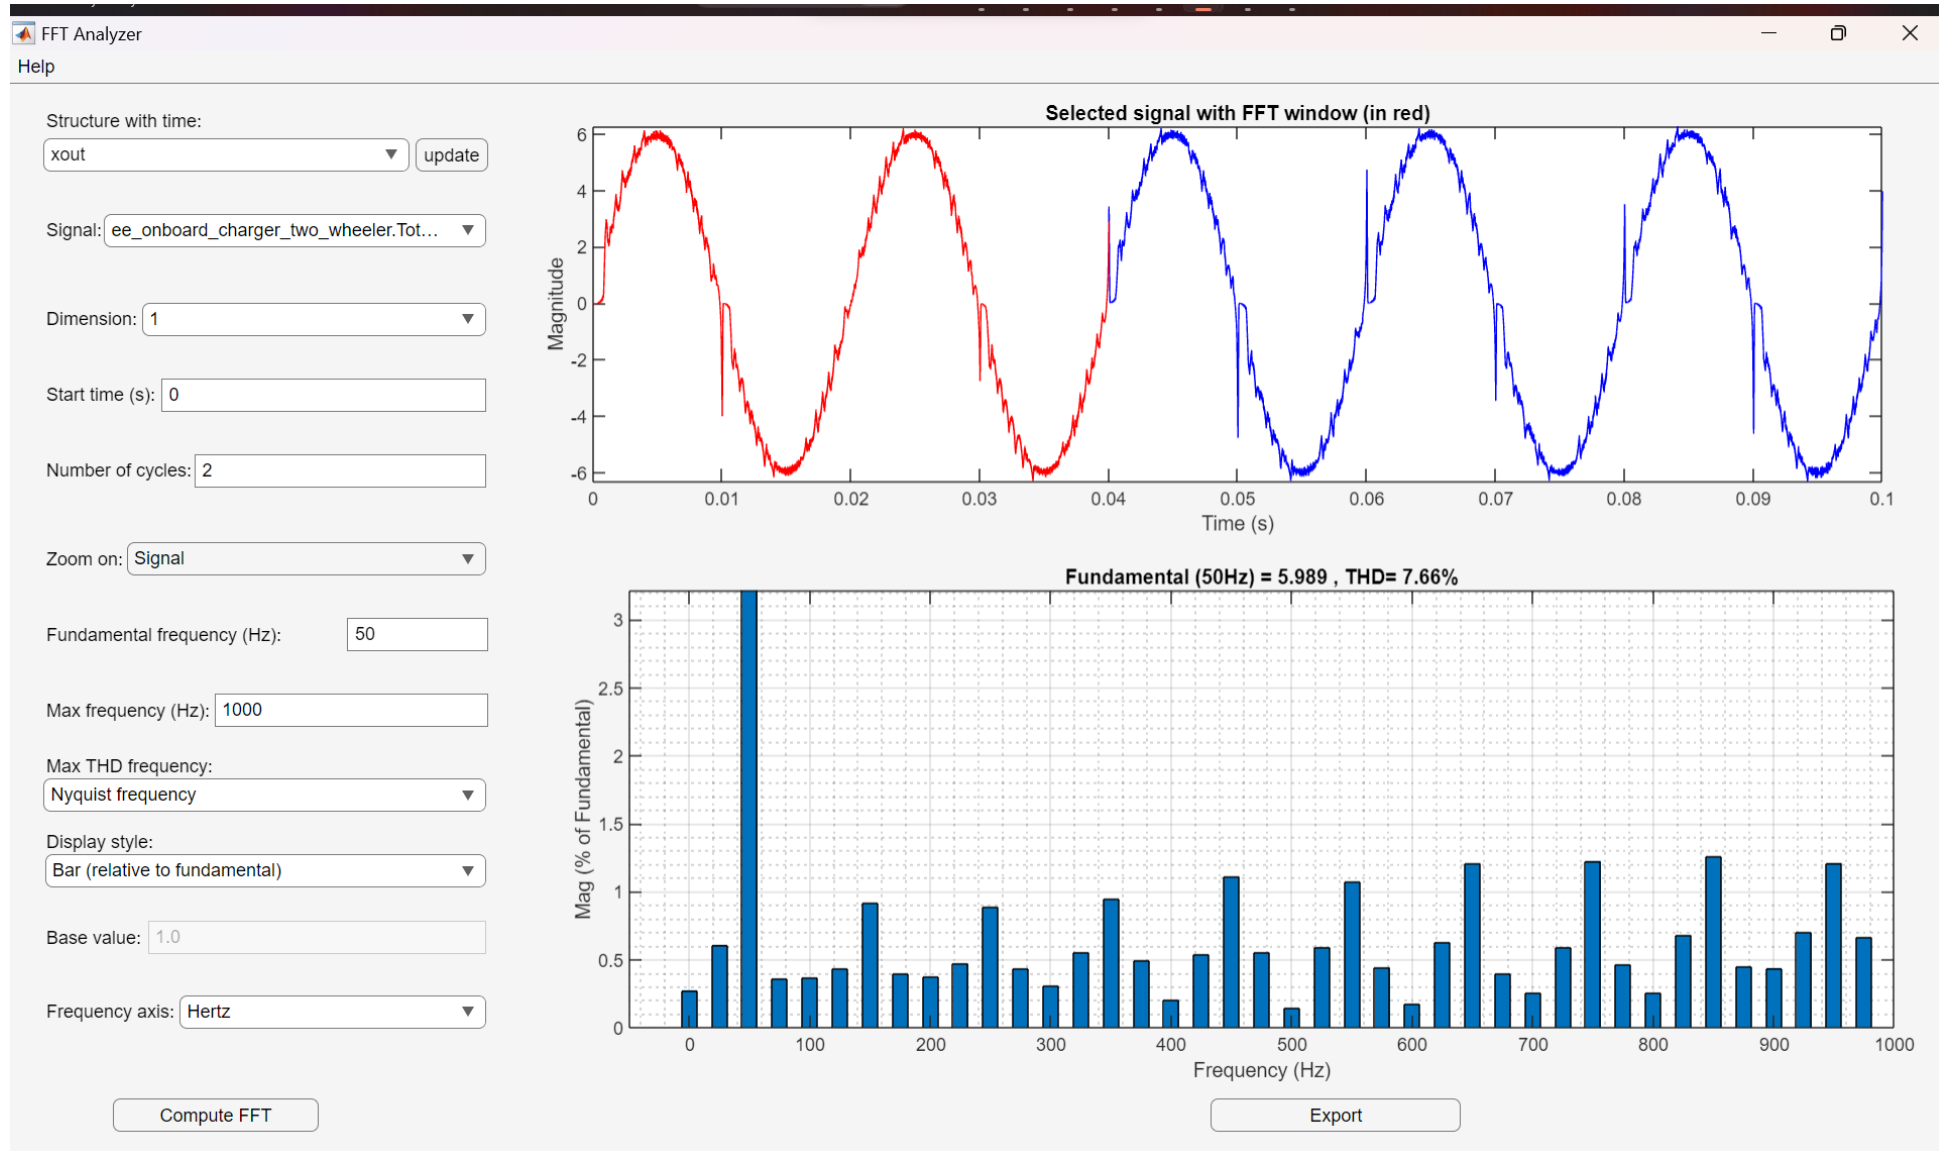 FFT Analyzer
Help
Structure with time:
xout
update
Signal: ee_onboard_charger_two_wheeler.Tot...
Dimension: 1
Start time (s): 0
Number of cycles: 2
Zoom on: Signal
Fundamental frequency (Hz): 50
Max frequency (Hz): 1000
Max THD frequency:
Nyquist frequency
Display style:
Bar (relative to fundamental)
Base value: 1.0
Frequency axis: Hertz
Compute FFT
Selected signal with FFT window (in red)
Magnitude
6
4
2
0
-2
-4
-6
0 0.01 0.02 0.03 0.04 0.05 0.06 0.07 0.08 0.09 0.1
Time (s)
Fundamental (50Hz) = 5.989 , THD= 7.66%
Mag (% of Fundamental)
3
2.5
2
1.5
1
0.5
0
0 100 200 300 400 500 600 700 800 900 1000
Frequency (Hz)
Export